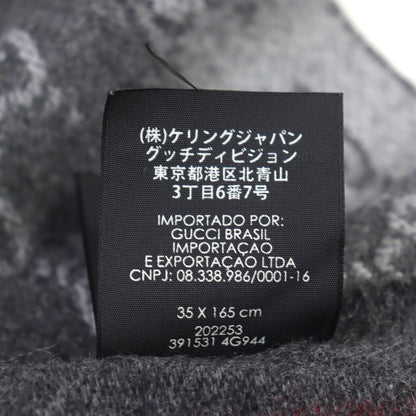 (株)ケリングジャパン
グッチディビジョン
東京都港区北青山
3丁目6番7号
IMPORTADO POR:
GUCCI BRASIL
IMPORTAÇAO
E EXPORTAÇÃO LTDA
CNPJ: 08.338.986/0001-16
35 X 165 cm
202253
391531 4G944